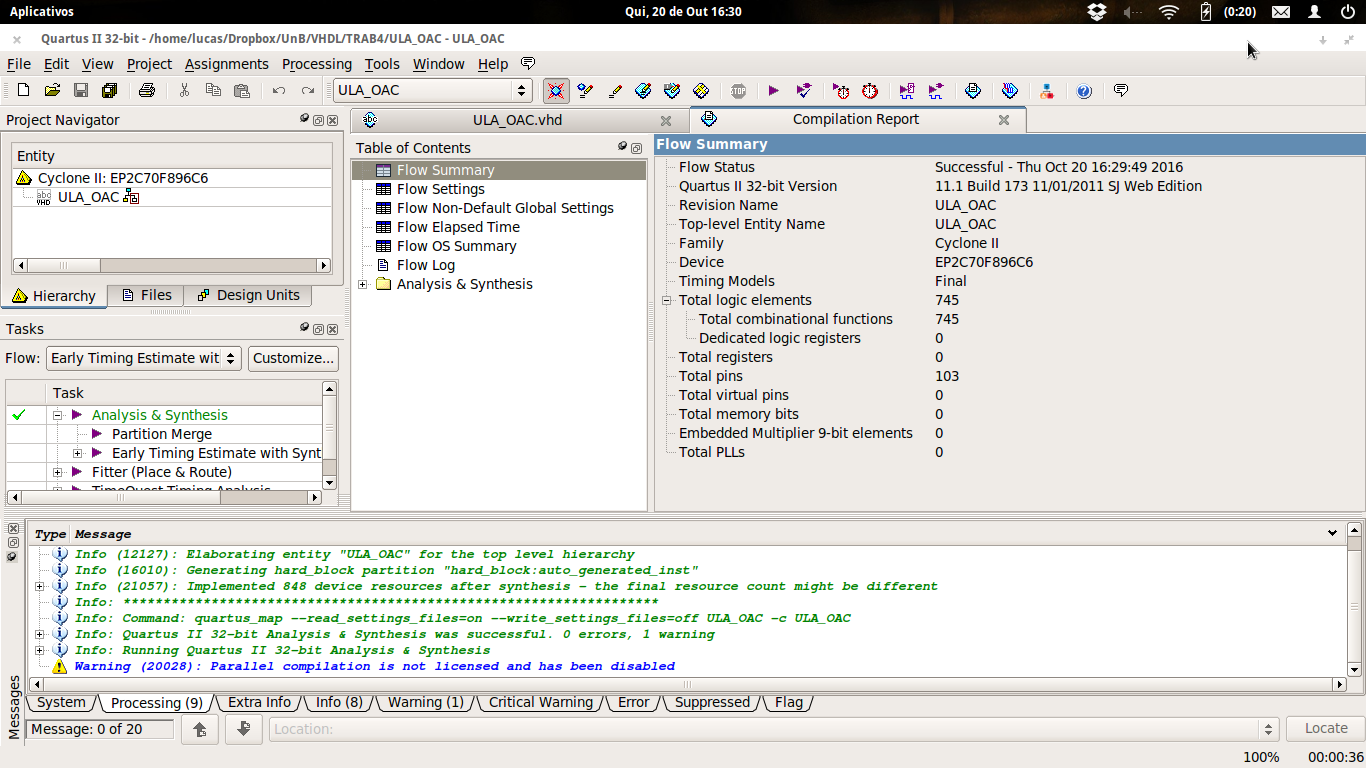 Aplicativos
Qui, 20 de Out 16:30
(0:20)
Quartus II 32-bit - /home/lucas/Dropbox/UnB/VHDL/TRAB4/ULA_OAC - ULA_OAC
File Edit View Project Assignments Processing Tools Window Help
ULA_OAC
STOP
Project Navigator
Entity
Cyclone II: EP2C70F896C6
ULA_OAC
Hierarchy Files Design Units
Tasks
Flow: Early Timing Estimate wit Customize...
Task
Analysis & Synthesis
Partition Merge
Early Timing Estimate with Synt
Fitter (Place & Route)
TimeQuest Timing Analysis
ULA_OAC.vhd
Compilation Report
Table of Contents
Flow Summary
Flow Settings
Flow Non-Default Global Settings
Flow Elapsed Time
Flow OS Summary
Flow Log
Analysis & Synthesis
Flow Summary
Flow Status Successful - Thu Oct 20 16:29:49 2016
Quartus II 32-bit Version 11.1 Build 173 11/01/2011 SJ Web Edition
Revision Name ULA_OAC
Top-level Entity Name ULA_OAC
Family Cyclone II
Device EP2C70F896C6
Timing Models Final
Total logic elements 745
Total combinational functions 745
Dedicated logic registers 0
Total registers 0
Total pins 103
Total virtual pins 0
Total memory bits 0
Embedded Multiplier 9-bit elements 0
Total PLLs 0
Type Message
Info (12127): Elaborating entity "ULA_OAC" for the top level hierarchy
Info (16010): Generating hard_block partition "hard_block:auto_generated_inst"
Info (21057): Implemented 848 device resources after synthesis - the final resource count might be different
Info: *******************************************************************
Info: Command: quartus_map --read_settings_files=on --write_settings_files=off ULA_OAC -c ULA_OAC
Info: Quartus II 32-bit Analysis & Synthesis was successful. 0 errors, 1 warning
Info: Running Quartus II 32-bit Analysis & Synthesis
Warning (20028): Parallel compilation is not licensed and has been disabled
System Processing (9) Extra Info Info (8) Warning (1) Critical Warning Error Suppressed Flag
Messages
Message: 0 of 20
Location:
Locate
100% 00:00:36